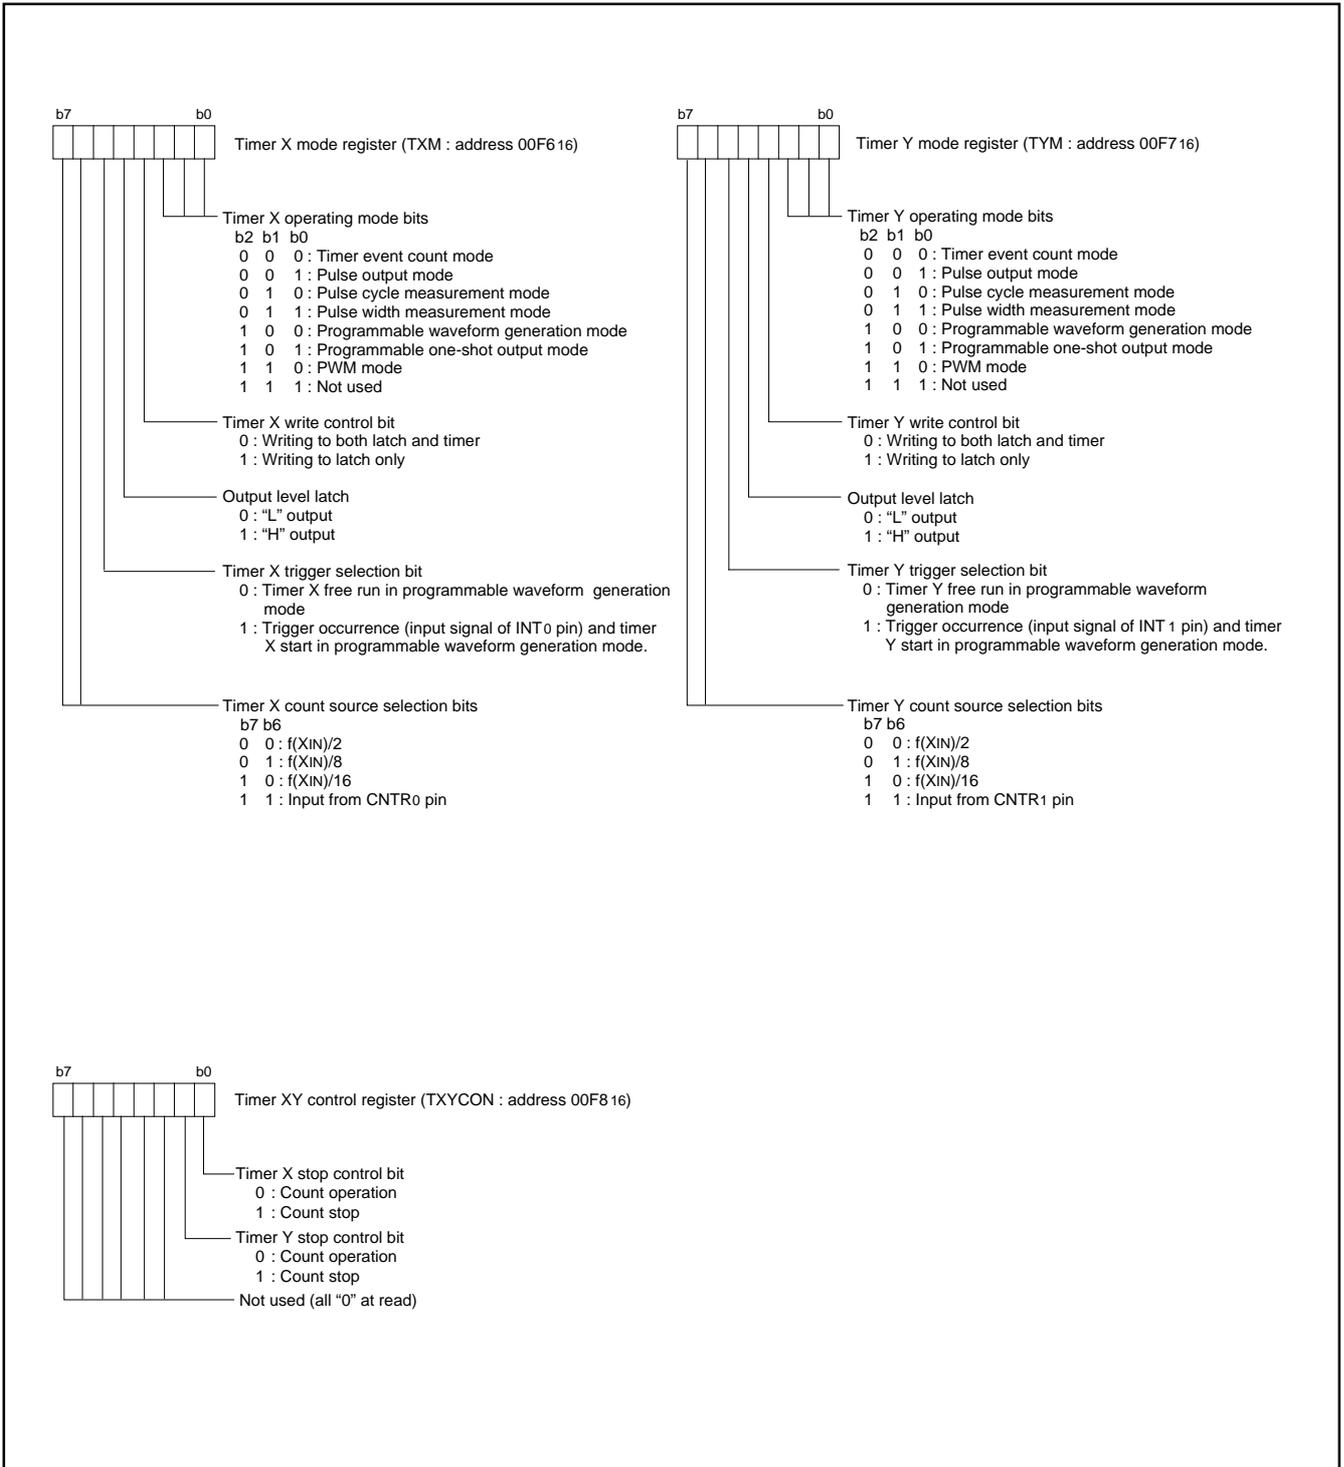 b7 b0
Timer X mode register (TXM : address 00F616)
Timer X operating mode bits
b2 b1 b0
0 0 0 : Timer event count mode
0 0 1 : Pulse output mode
0 1 0 : Pulse cycle measurement mode
0 1 1 : Pulse width measurement mode
1 0 0 : Programmable waveform generation mode
1 0 1 : Programmable one-shot output mode
1 1 0 : PWM mode
1 1 1 : Not used
Timer X write control bit
0 : Writing to both latch and timer
1 : Writing to latch only
Output level latch
0 : “L” output
1 : “H” output
Timer X trigger selection bit
0 : Timer X free run in programmable waveform generation
mode
1 : Trigger occurrence (input signal of INT0 pin) and timer
X start in programmable waveform generation mode.
Timer X count source selection bits
b7 b6
0 0 : f(XIN)/2
0 1 : f(XIN)/8
1 0 : f(XIN)/16
1 1 : Input from CNTR0 pin
b7 b0
Timer Y mode register (TYM : address 00F716)
Timer Y operating mode bits
b2 b1 b0
0 0 0 : Timer event count mode
0 0 1 : Pulse output mode
0 1 0 : Pulse cycle measurement mode
0 1 1 : Pulse width measurement mode
1 0 0 : Programmable waveform generation mode
1 0 1 : Programmable one-shot output mode
1 1 0 : PWM mode
1 1 1 : Not used
Timer Y write control bit
0 : Writing to both latch and timer
1 : Writing to latch only
Output level latch
0 : “L” output
1 : “H” output
Timer Y trigger selection bit
0 : Timer Y free run in programmable waveform
generation mode
1 : Trigger occurrence (input signal of INT1 pin) and timer
Y start in programmable waveform generation mode.
Timer Y count source selection bits
b7 b6
0 0 : f(XIN)/2
0 1 : f(XIN)/8
1 0 : f(XIN)/16
1 1 : Input from CNTR1 pin
b7 b0
Timer XY control register (TXYCON : address 00F816)
Timer X stop control bit
0 : Count operation
1 : Count stop
Timer Y stop control bit
0 : Count operation
1 : Count stop
Not used (all “0” at read)